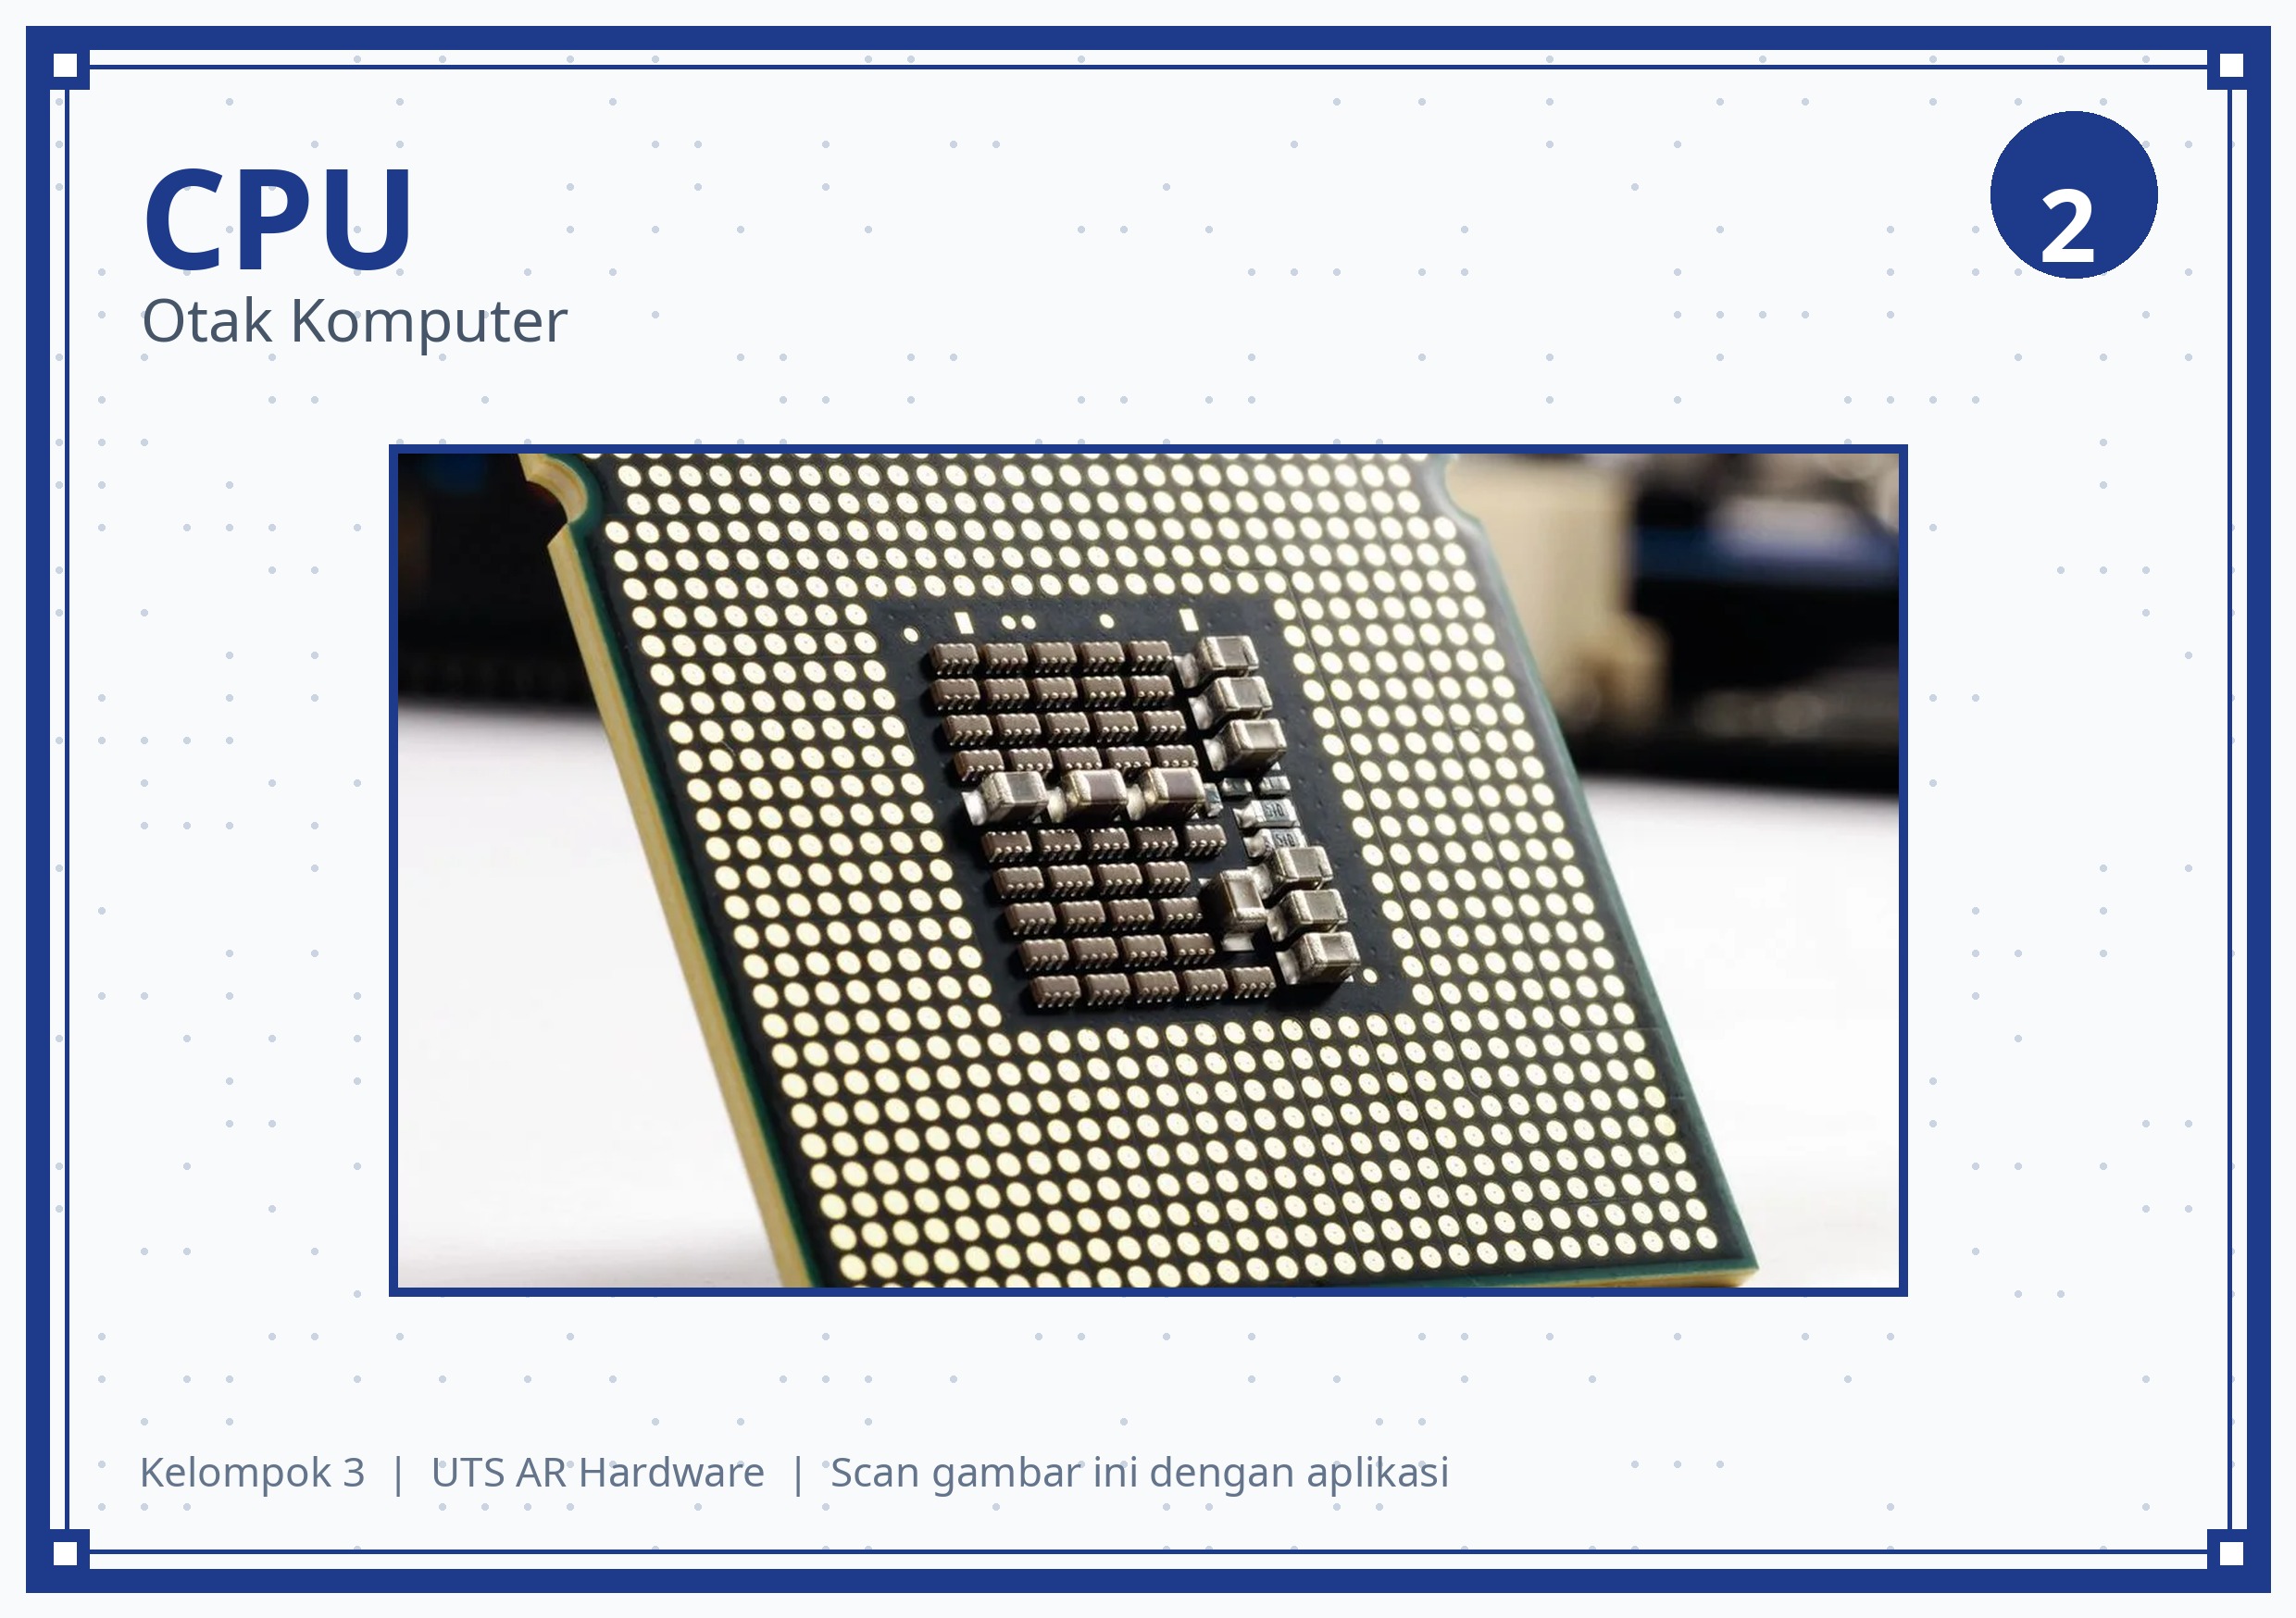 CPU
2
Otak Komputer
Kelompok 3 | UTS AR Hardware | Scan gambar ini dengan aplikasi